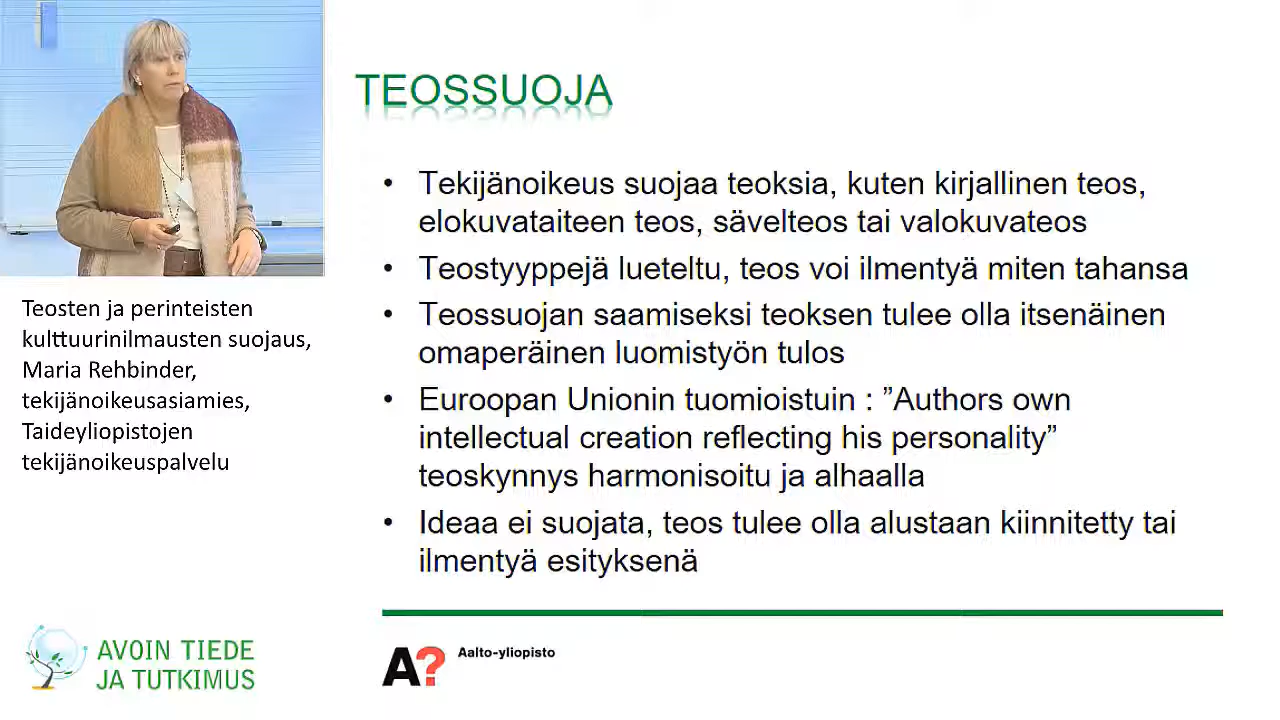 TEOSSUOJA
• Tekijänoikeus suojaa teoksia, kuten kirjallinen teos,
elokuvataiteen teos, sävelteos tai valokuvateos
• Teostyyppejä lueteltu, teos voi ilmentyä miten tahansa
• Teossuojan saamiseksi teoksen tulee olla itsenäinen
omaperäinen luomistyön tulos
• Euroopan Unionin tuomioistuin : ”Authors own
intellectual creation reflecting his personality”
teoskynnys harmonisoitu ja alhaalla
• Ideaa ei suojata, teos tulee olla alustaan kiinnitetty tai
ilmentyä esityksenä
Teosten ja perinteisten
kulttuurinilmausten suojaus,
Maria Rehbinder,
tekijänoikeusasiamies,
Taideyliopistojen
tekijänoikeuspalvelu
AVOIN TIEDE
JA TUTKIMUS
A?
Aalto-yliopisto